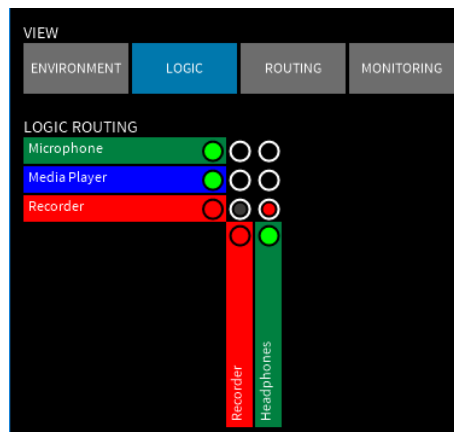 VIEW
ENVIRONMENT LOGIC ROUTING MONITORING
LOGIC ROUTING
Microphone
Media Player
Recorder
Recorder
Headphones